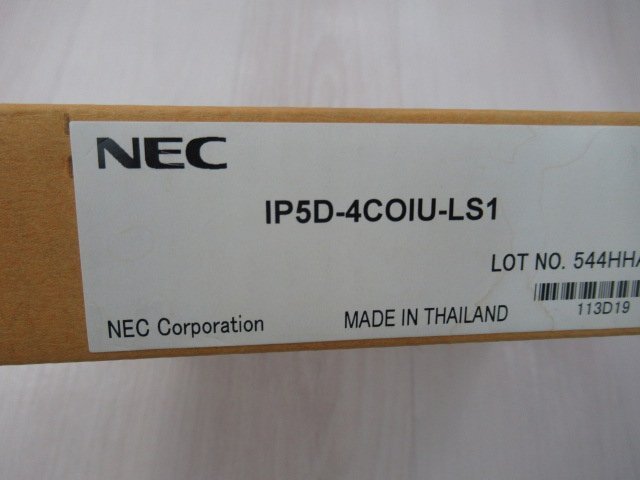 NEC
IP5D-4COIU-LS1
LOT NO. 544HHA
113D19
NEC Corporation
MADE IN THAILAND